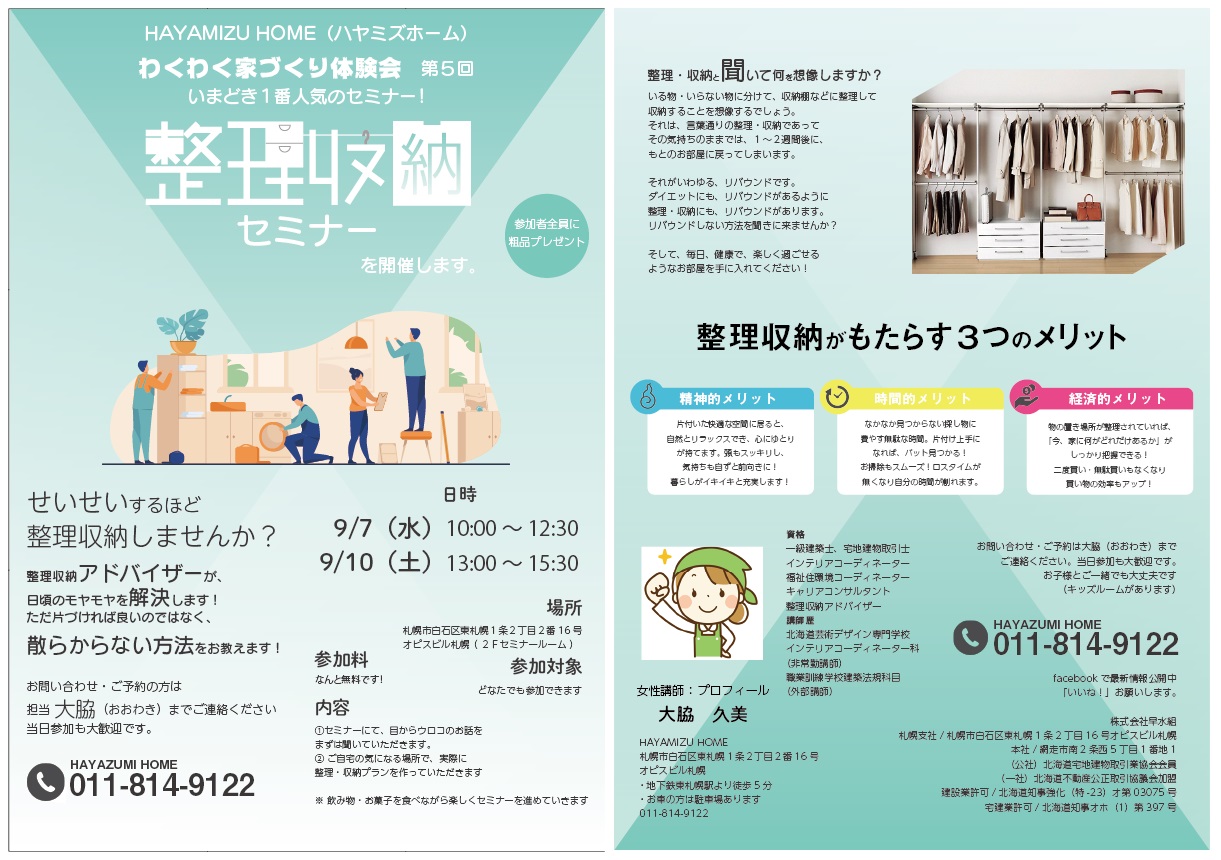 HAYAMIZU HOME（ハヤミズホーム）
わくわく家づくり体験会　第５回
いまどき１番人気のセミナー！
整理収納
セミナー
を開催します。
参加者全員に
粗品プレゼント
せいせいするほど
整理収納しませんか？
整理収納アドバイザーが、
日頃のモヤモヤを解決します！
ただ片づければ良いのではなく、
散らからない方法をお教えます！
お問い合わせ・ご予約の方は
担当 大脇（おおわき）までご連絡ください
当日参加も大歓迎です。
HAYAZUMI HOME
011-814-9122
日時
9/7（水）10:00 ～ 12:30
9/10（土）13:00 ～ 15:30
場所
札幌市白石区東札幌１条２丁目２番 16 号
オピスビル札幌（ ２Ｆセミナールーム ）
参加料
なんと無料です!
参加対象
どなたでも参加できます
内容
①セミナーにて、目からウロコのお話を
まずは聞いていただきます。
② ご自宅の気になる場所で、実際に
整理・収納プランを作っていただきます
※ 飲み物・お菓子を食べながら楽しくセミナーを進めていきます
整理・収納と聞いて何を想像しますか？
いる物・いらない物に分けて、収納棚などに整理して
収納することを想像するでしょう。
それは、言葉通りの整理・収納であって
その気持ちのままでは、１～２週間後に、
もとのお部屋に戻ってしまいます。
それがいわゆる、リバウンドです。
ダイエットにも、リバウンドがあるように
整理・収納にも、リバウンドがあります。
リバウンドしない方法を聞きに来ませんか？
そして、毎日、健康で、楽しく過ごせる
ようなお部屋を手に入れてください！
整理収納がもたらす３つのメリット
精神的メリット
片付いた快適な空間に居ると、
自然とリラックスでき、心にゆとり
が持てます。張もスッキリし、
気持ちも自ずと前向きに！
暮らしがイキイキと充実します！
時間的メリット
なかなか見つからない探し物に
費やす無駄な時間。片付け上手に
なれば、パット見つかる！
お掃除もスムーズ！ロスタイムが
無くなり自分の時間が創れます。
経済的メリット
物の置き場所が整理されていれば、
「今、家に何がどれだけあるか」が
しっかり把握できる！
二度買い・無駄買いもなくなり
買い物の効率もアップ！
女性講師：プロフィール
大脇　久美
HAYAMIZU HOME
札幌市白石区東札幌１条２丁目２番 16 号
オピスビル札幌
・地下鉄東札幌駅より徒歩５分
・お車の方は駐車場あります
011-814-9122
資格
一級建築士、宅地建物取引士
インテリアコーディネーター
福祉住環境コーディネーター
キャリアコンサルタント
整理収納アドバイザー
講師歴
北海道芸術デザイン専門学校
インテリアコーディネーター科
（非常勤講師）
職業訓練学校建築法規科目
（外部講師）
お問い合わせ・ご予約は大脇（おおわき）まで
ご連絡ください。当日参加も大歓迎です。
お子様とご一緒でも大丈夫です
（キッズルームがあります）
HAYAZUMI HOME
011-814-9122
facebook で最新情報公開中
「いいね！」お願いします。
株式会社早水組
札幌支社 / 札幌市白石区東札幌１条２丁目１６号オピスビル札幌
本社 / 網走市南２条西５丁目１番地１
（公社）北海道宅地建物取引業協会会員
（一社）北海道不動産公正取引協議会加盟
建設業許可 / 北海道知事強化（特 -23）オ第 03075 号
宅建業許可 / 北海道知事オホ（1）第 397 号